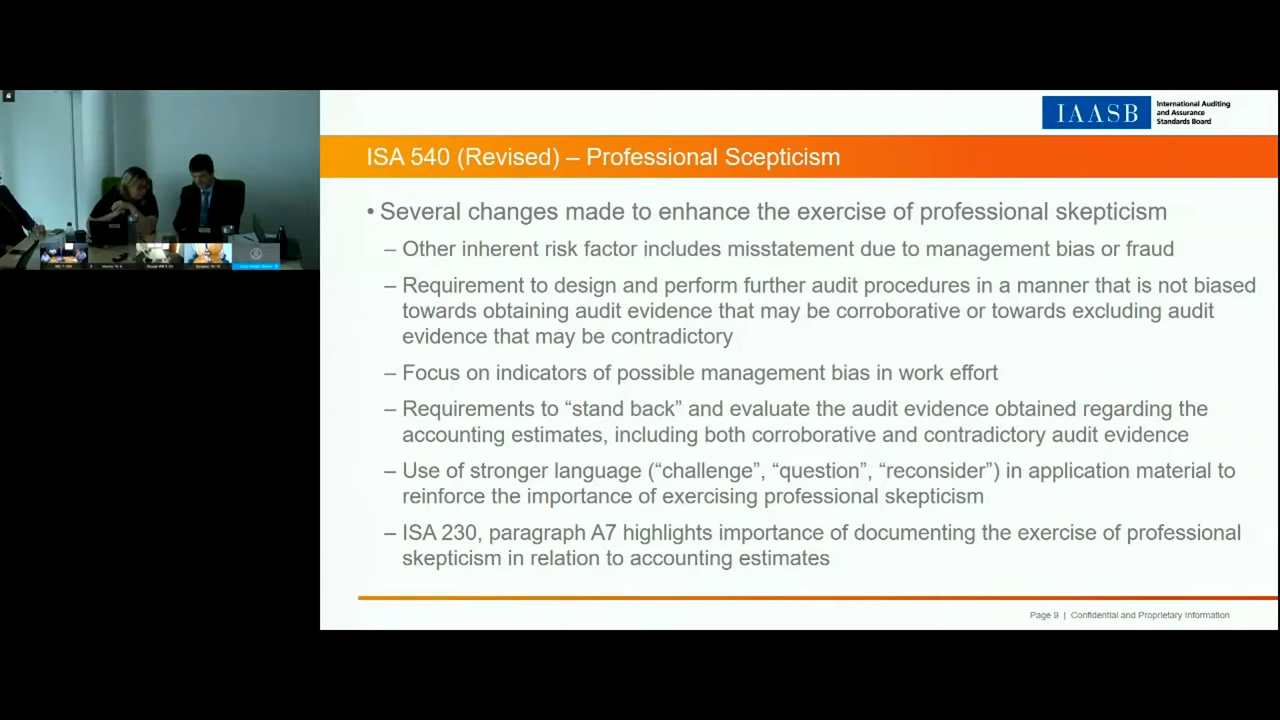 IAASB
International Auditing
and Assurance
Standards Board
ISA 540 (Revised) – Professional Scepticism
• Several changes made to enhance the exercise of professional skepticism
– Other inherent risk factor includes misstatement due to management bias or fraud
– Requirement to design and perform further audit procedures in a manner that is not biased
towards obtaining audit evidence that may be corroborative or towards excluding audit
evidence that may be contradictory
– Focus on indicators of possible management bias in work effort
– Requirements to “stand back” and evaluate the audit evidence obtained regarding the
accounting estimates, including both corroborative and contradictory audit evidence
– Use of stronger language (“challenge”, “question”, “reconsider”) in application material to
reinforce the importance of exercising professional skepticism
– ISA 230, paragraph A7 highlights importance of documenting the exercise of professional
skepticism in relation to accounting estimates
Page 9 | Confidential and Proprietary Information